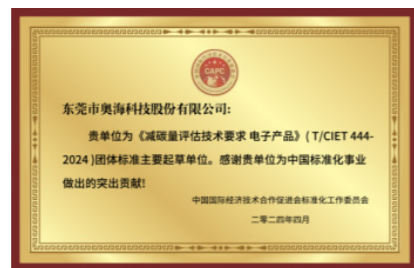 CAPC
东莞市奥海科技股份有限公司:
贵单位为《减碳量评估技术要求 电子产品》( T/CIET 444-
2024 )团体标准主要起草单位。感谢贵单位为中国标准化事业
做出的突出贡献!
中国国际经济技术合作促进会标准化工作委员会
二零二四年四月